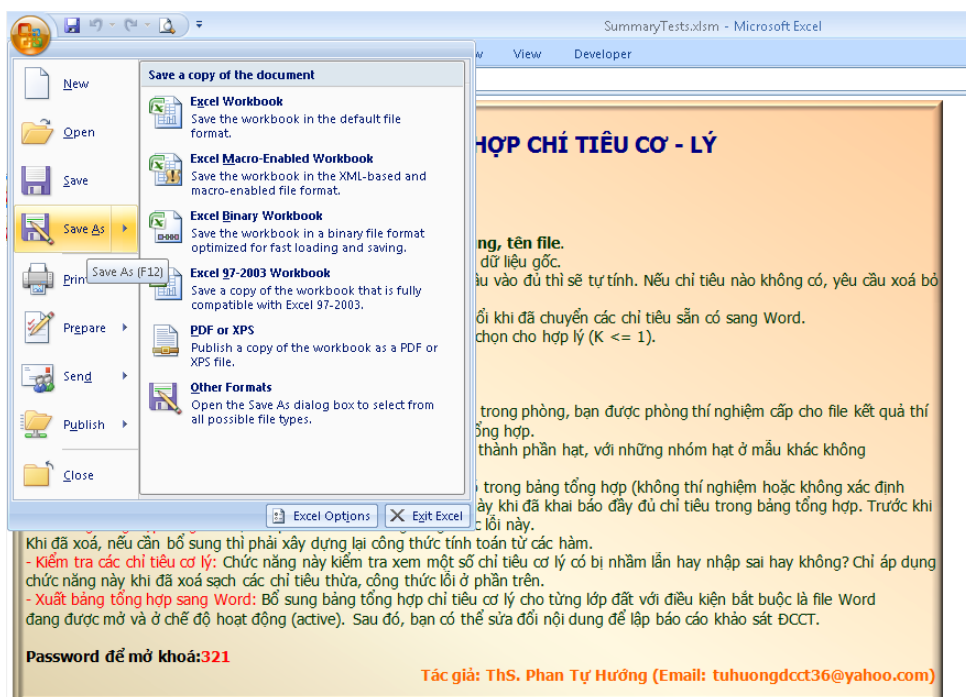 SummaryTests.xlsm - Microsoft Excel
View
Developer
New
Open
Save
Save As
Save As (F12)
Prepare
Send
Publish
Close
Save a copy of the document
Excel Workbook
Save the workbook in the default file
format.
Excel Macro-Enabled Workbook
Save the workbook in the XML-based and
macro-enabled file format.
Excel Binary Workbook
Save the workbook in a binary file format
optimized for fast loading and saving.
Excel 97-2003 Workbook
Save a copy of the workbook that is fully
compatible with Excel 97-2003.
PDF or XPS
Publish a copy of the workbook as a PDF or
XPS file.
Other Formats
Open the Save As dialog box to select from
all possible file types.
Excel Options
Exit Excel
HỢP CHỈ TIÊU CƠ - LÝ
tên file.
dữ liệu gốc.
vào đủ thì sẽ tự tính. Nếu chỉ tiêu nào không có, yêu cầu xoá bỏ
khi đã chuyển các chỉ tiêu sẵn có sang Word.
chọn cho hợp lý (K <= 1).
trong phòng, bạn được phòng thí nghiệm cấp cho file kết quả thí
hợp.
thành phần hạt, với những nhóm hạt ở mẫu khác không
trong bảng tổng hợp (không thí nghiệm hoặc không xác định
này khi đã khai báo đầy đủ chỉ tiêu trong bảng tổng hợp. Trước khi
lỗi này.
Khi đã xoá, nếu cần bổ sung thì phải xây dựng lại công thức tính toán từ các hàm.
- Kiểm tra các chỉ tiêu cơ lý: Chức năng này kiểm tra xem một số chỉ tiêu cơ lý có bị nhầm lẫn hay nhập sai hay không? Chỉ áp dụng
chức năng này khi đã xoá sạch các chỉ tiêu thừa, công thức lỗi ở phần trên.
- Xuất bảng tổng hợp sang Word: Bổ sung bảng tổng hợp chỉ tiêu cơ lý cho từng lớp đất với điều kiện bắt buộc là file Word
đang được mở và ở chế độ hoạt động (active). Sau đó, bạn có thể sửa đổi nội dung để lập báo cáo khảo sát ĐCCT.
Password để mở khoá:321
Tác giả: ThS. Phan Tự Hướng (Email: tuhuongdcct36@yahoo.com)